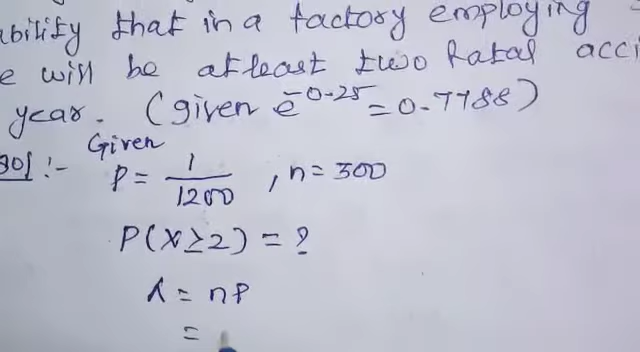 ability that in a factory employing
e will be atleast two fatal acci
year. (given e^-0.25 = 0.7788)
Given
Sol :- P = 1/1200 , n = 300
P(X ≥ 2) = ?
λ = np
=